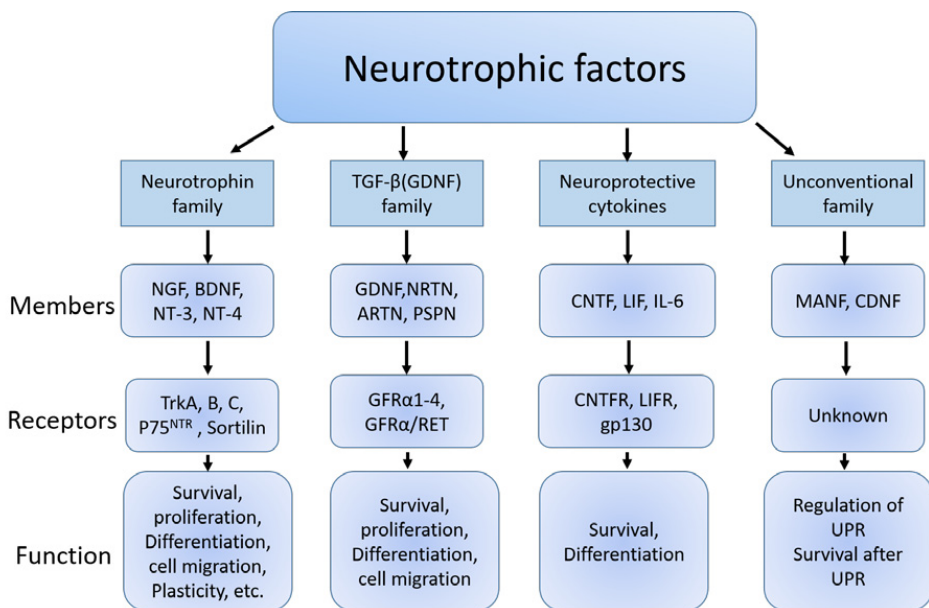 Neurotrophic factors
Neurotrophin
family
TGF-β(GDNF)
family
Neuroprotective
cytokines
Unconventional
family
Members
NGF, BDNF,
NT-3, NT-4
GDNF,NRTN,
ARTN, PSPN
CNTF, LIF, IL-6
MANF, CDNF
Receptors
TrkA, B, C,
P75ᴺᵀᴿ , Sortilin
GFRα1-4,
GFRα/RET
CNTFR, LIFR,
gp130
Unknown
Function
Survival,
proliferation,
Differentiation,
cell migration,
Plasticity, etc.
Survival,
proliferation,
Differentiation,
cell migration
Survival,
Differentiation
Regulation of
UPR
Survival after
UPR